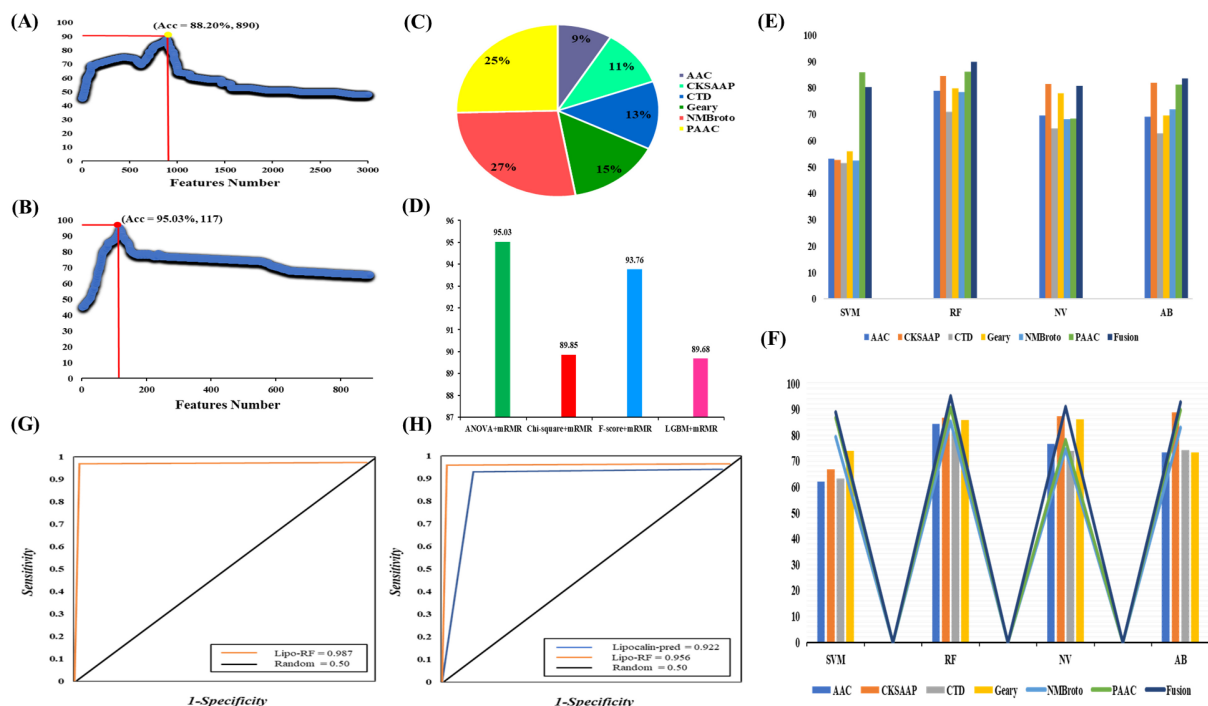 (A)
(Acc = 88.20%, 890)
100
90
80
70
60
50
40
30
20
10
0
0 500 1000 1500 2000 2500 3000
Features Number
(B)
(Acc = 95.03%, 117)
100
90
80
70
60
50
40
30
20
10
0
0 200 400 600 800
Features Number
(C)
9%
11%
13%
15%
27%
25%
AAC
CKSAAP
CTD
Geary
NMBroto
PAAC
(D)
96
95
94
93
92
91
90
89
88
87
95.03
89.85
93.76
89.68
ANOVA+mRMR Chi-square+mRMR F-score+mRMR LGBM+mRMR
(E)
100
90
80
70
60
50
40
30
20
10
0
SVM RF NV AB
AAC CKSAAP CTD Geary NMBroto PAAC Fusion
(F)
100
90
80
70
60
50
40
30
20
10
0
SVM RF NV AB
AAC CKSAAP CTD Geary NMBroto PAAC Fusion
(G)
1
0.9
0.8
0.7
0.6
0.5
0.4
0.3
0.2
0.1
0
Sensitivity
Lipo-RF = 0.987
Random = 0.50
1-Specificity
(H)
1
0.9
0.8
0.7
0.6
0.5
0.4
0.3
0.2
0.1
0
Sensitivity
Lipocalin-pred = 0.922
Lipo-RF = 0.956
Random = 0.50
1-Specificity